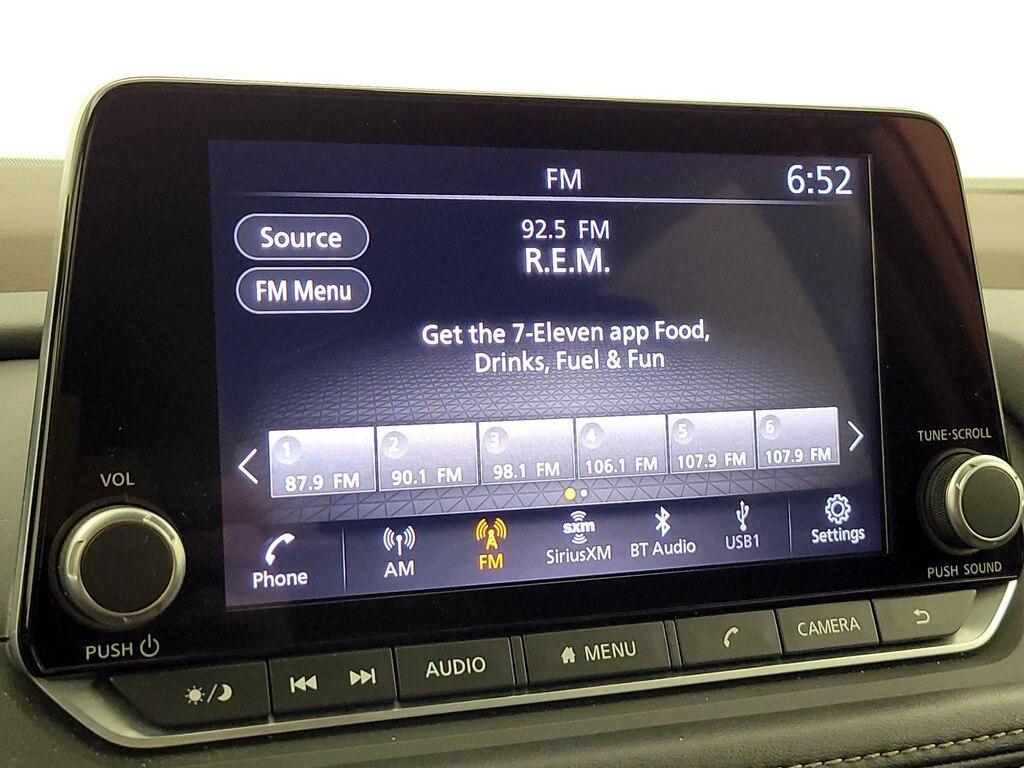 FM
6:52
Source
92.5 FM
R.E.M.
FM Menu
Get the 7-Eleven app Food,
Drinks, Fuel & Fun
1
87.9 FM
2
90.1 FM
3
98.1 FM
4
106.1 FM
5
107.9 FM
6
107.9 FM
Phone
AM
FM
sxm
SiriusXM
BT Audio
USB1
Settings
VOL
PUSH
TUNE·SCROLL
PUSH SOUND
AUDIO
MENU
CAMERA